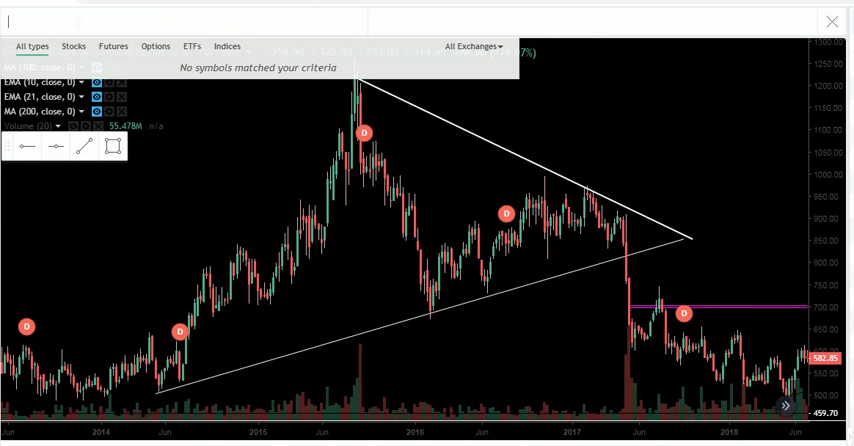 All types Stocks Futures Options ETFs Indices All Exchanges
No symbols matched your criteria
MA (100, close, 0)
EMA (10, close, 0)
EMA (21, close, 0)
MA (200, close, 0)
Volume (20) 55.478M n/a
1300.00
1250.00
1200.00
1150.00
1100.00
1050.00
1000.00
950.00
900.00
850.00
800.00
750.00
700.00
650.00
600.00
582.85
550.00
500.00
459.70
D
D
D
D
D
Jun 2014 Jun 2015 Jun 2016 Jun 2017 Jun 2018 Jun